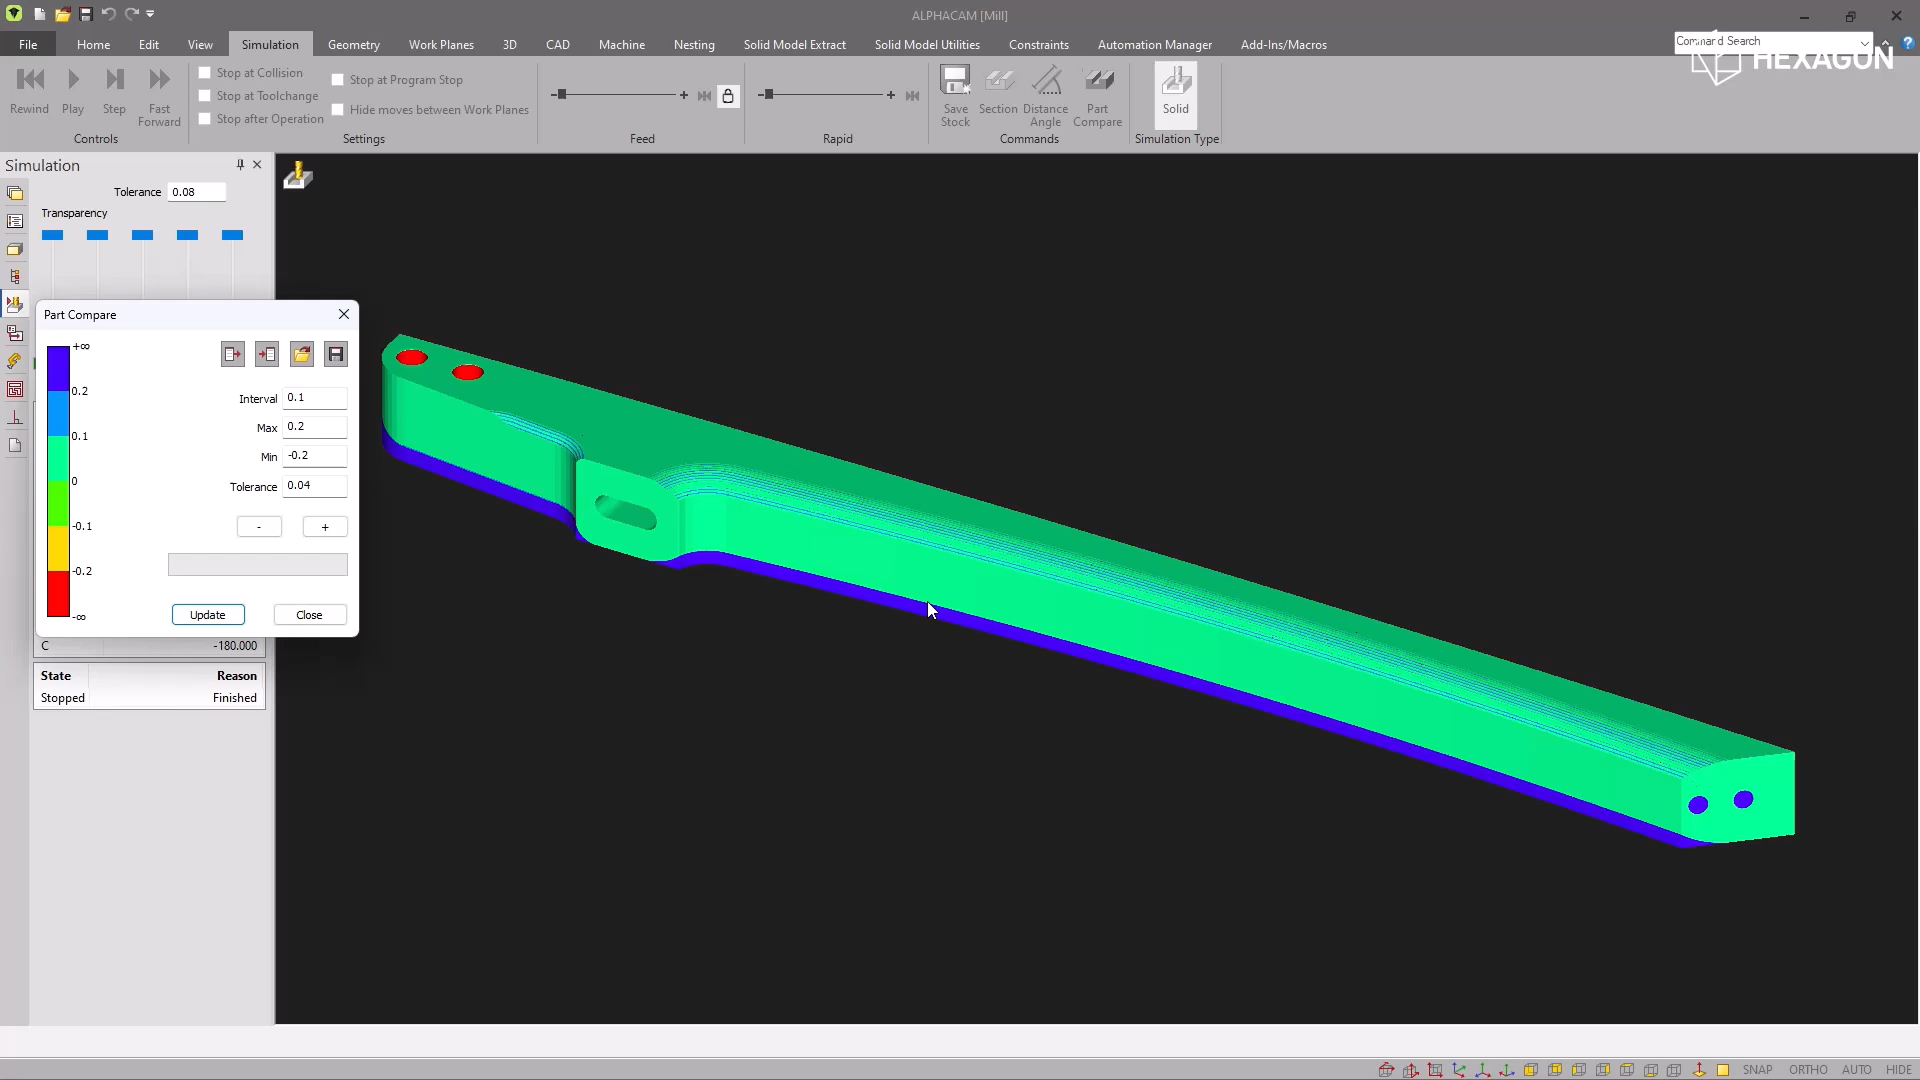 ALPHACAM [Mill]
File Home Edit View Simulation Geometry Work Planes 3D CAD Machine Nesting Solid Model Extract Solid Model Utilities Constraints Automation Manager Add-Ins/Macros
Command Search
HEXAGON
Rewind Play Step Fast Forward
Controls
Stop at Collision
Stop at Toolchange
Stop after Operation
Stop at Program Stop
Hide moves between Work Planes
Settings
- +
Feed
- +
Rapid
Save Stock Section Distance Angle Part Compare
Commands
Solid
Simulation Type
Simulation
Tolerance 0.08
Transparency
Part Compare
+∞
0.2
0.1
0
-0.1
-0.2
-∞
Interval 0.1
Max 0.2
Min -0.2
Tolerance 0.04
- +
Update Close
C -180.000
State Reason
Stopped Finished
SNAP ORTHO AUTO HIDE